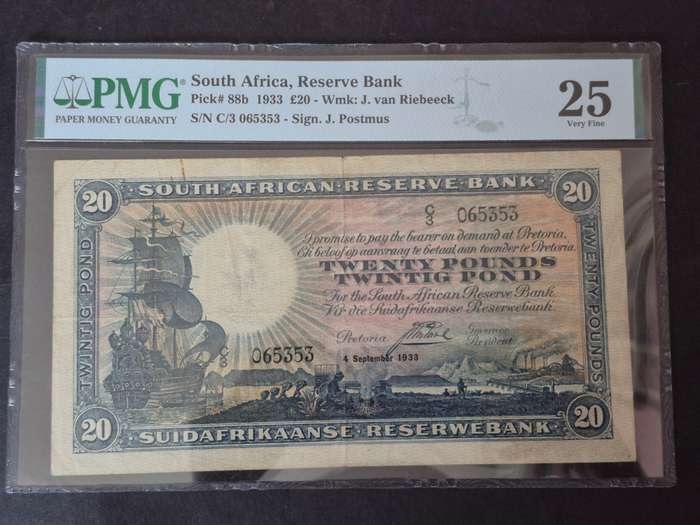 PMG
PAPER MONEY GUARANTY
South Africa, Reserve Bank
Pick# 88b 1933 £20 - Wmk: J. van Riebeeck
S/N C/3 065353 - Sign. J. Postmus
25
Very Fine
20 SOUTH AFRICAN RESERVE BANK 20
C/3 065353
I promise to pay the bearer on demand at Pretoria.
Ek beloof op aanvraag te betaal aan toonder te Pretoria.
TWENTY POUNDS
TWINTIG POND
For the South African Reserve Bank
Vir die Suidafrikaanse Reserwebank
Pretoria
Governor
President
4 September 1933
C/3 065353
TWINTIG POND
TWENTY POUNDS
20 SUIDAFRIKAANSE RESERWEBANK 20